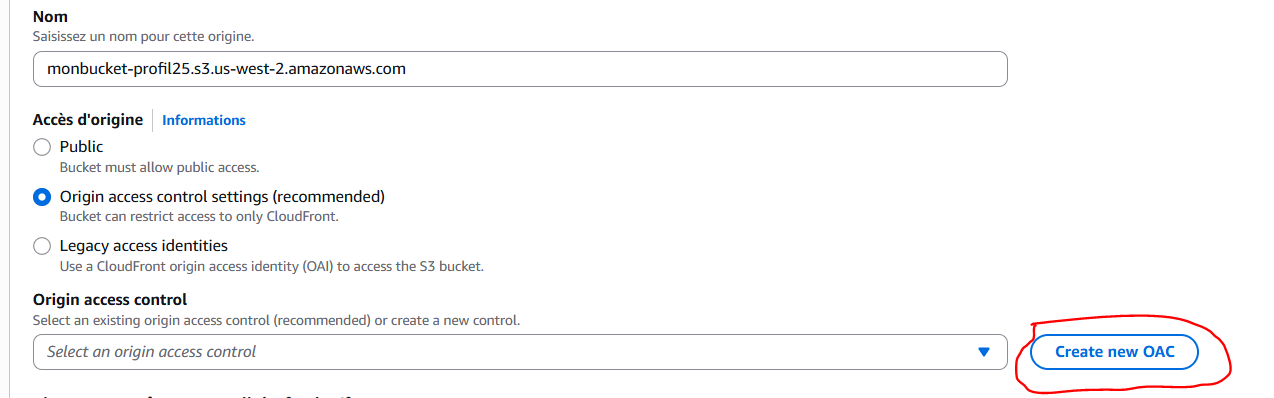 Nom
Saisissez un nom pour cette origine.
monbucket-profil25.s3.us-west-2.amazonaws.com
Accès d'origine Informations
Public
Bucket must allow public access.
Origin access control settings (recommended)
Bucket can restrict access to only CloudFront.
Legacy access identities
Use a CloudFront origin access identity (OAI) to access the S3 bucket.
Origin access control
Select an existing origin access control (recommended) or create a new control.
Select an origin access control Create new OAC